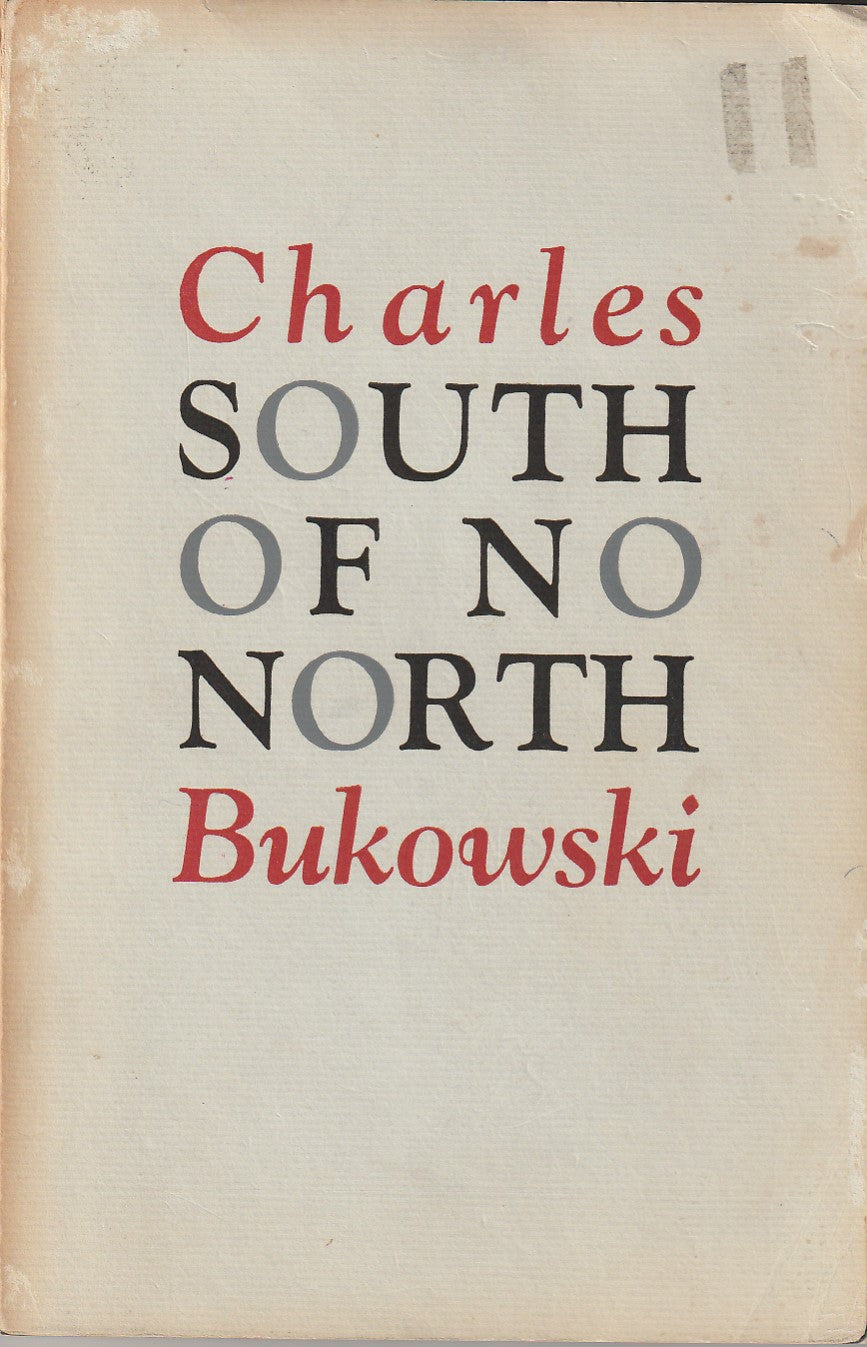 Charles
SOUTH
OF NO
NORTH
Bukowski